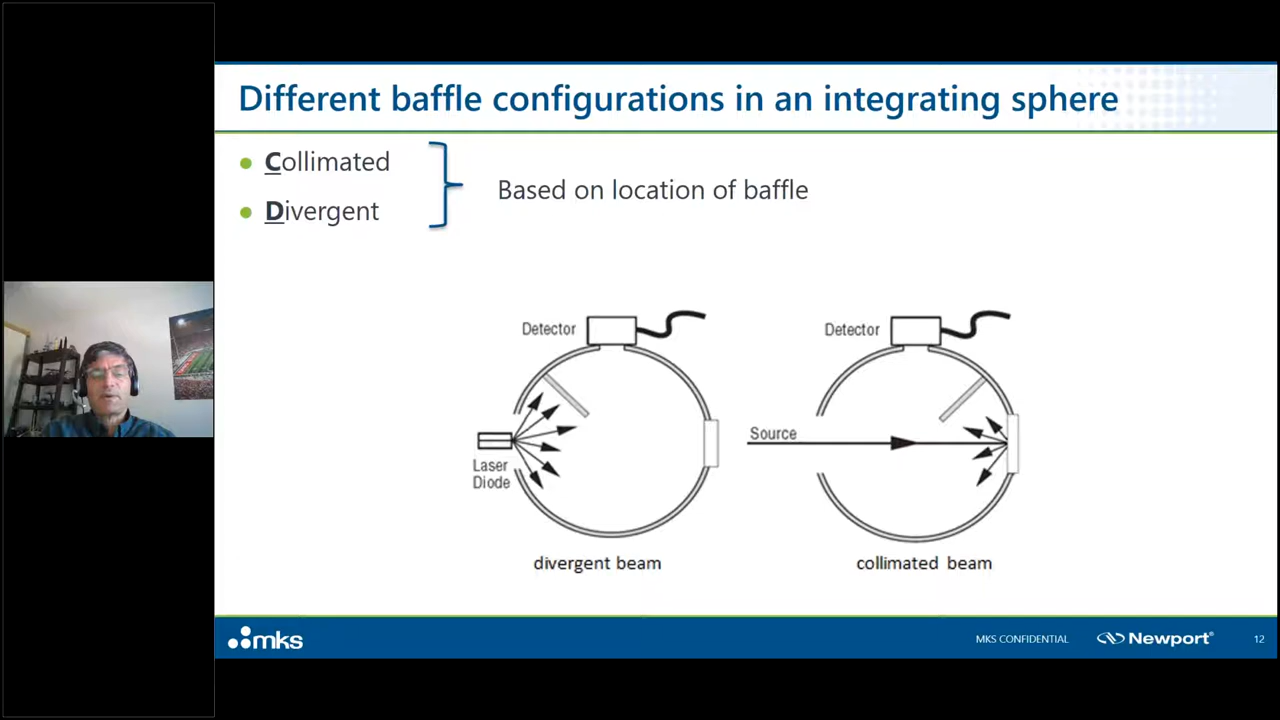 Different baffle configurations in an integrating sphere
Collimated
Divergent
Based on location of baffle
Detector
Laser
Diode
divergent beam
Detector
Source
collimated beam
mks
MKS CONFIDENTIAL
Newport®
12